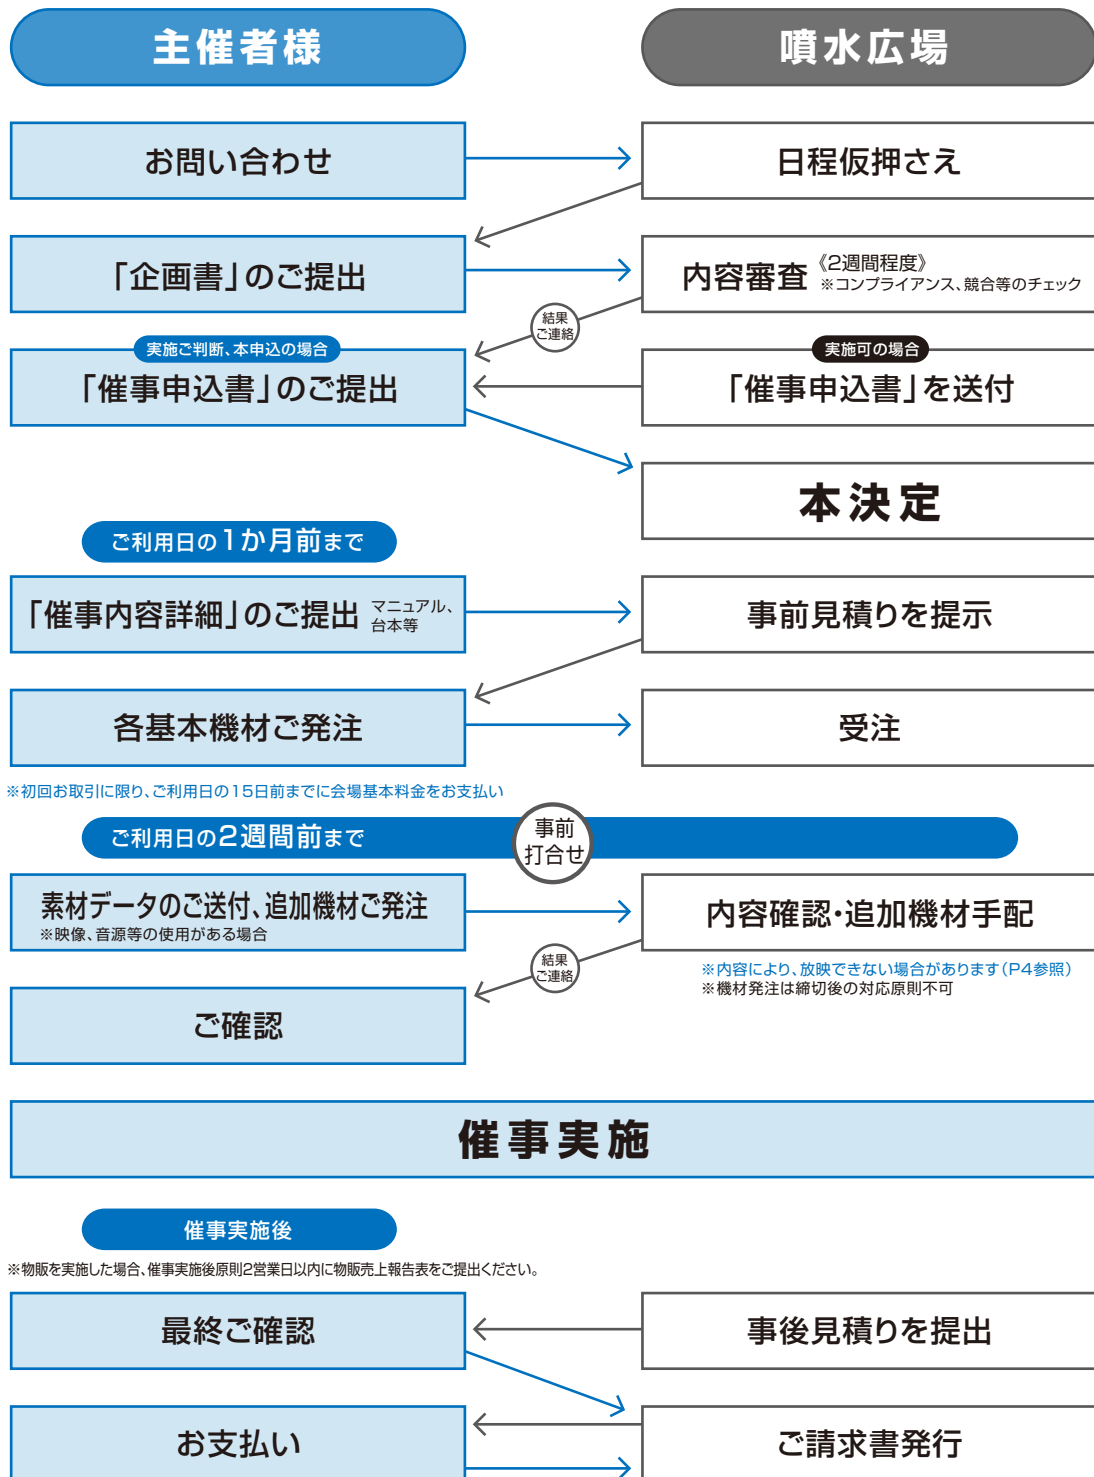 主催者様
噴水広場
お問い合わせ
日程仮押さえ
「企画書」のご提出
内容審査
《2週間程度》
※コンプライアンス、競合等のチェック
結果
ご連絡
実施ご判断、本申込の場合
「催事申込書」のご提出
実施可の場合
「催事申込書」を送付
本決定
ご利用日の1か月前まで
「催事内容詳細」のご提出
マニュアル、
台本等
事前見積りを提示
各基本機材ご発注
受注
※初回お取引に限り、ご利用日の15日前までに会場基本料金をお支払い
ご利用日の2週間前まで
事前
打合せ
素材データのご送付、追加機材ご発注
※映像、音源等の使用がある場合
内容確認・追加機材手配
結果
ご連絡
※内容により、放映できない場合があります（P4参照）
※機材発注は締切後の対応原則不可
ご確認
催事実施
催事実施後
※物販を実施した場合、催事実施後原則2営業日以内に物販売上報告表をご提出ください。
最終ご確認
事後見積りを提出
お支払い
ご請求書発行